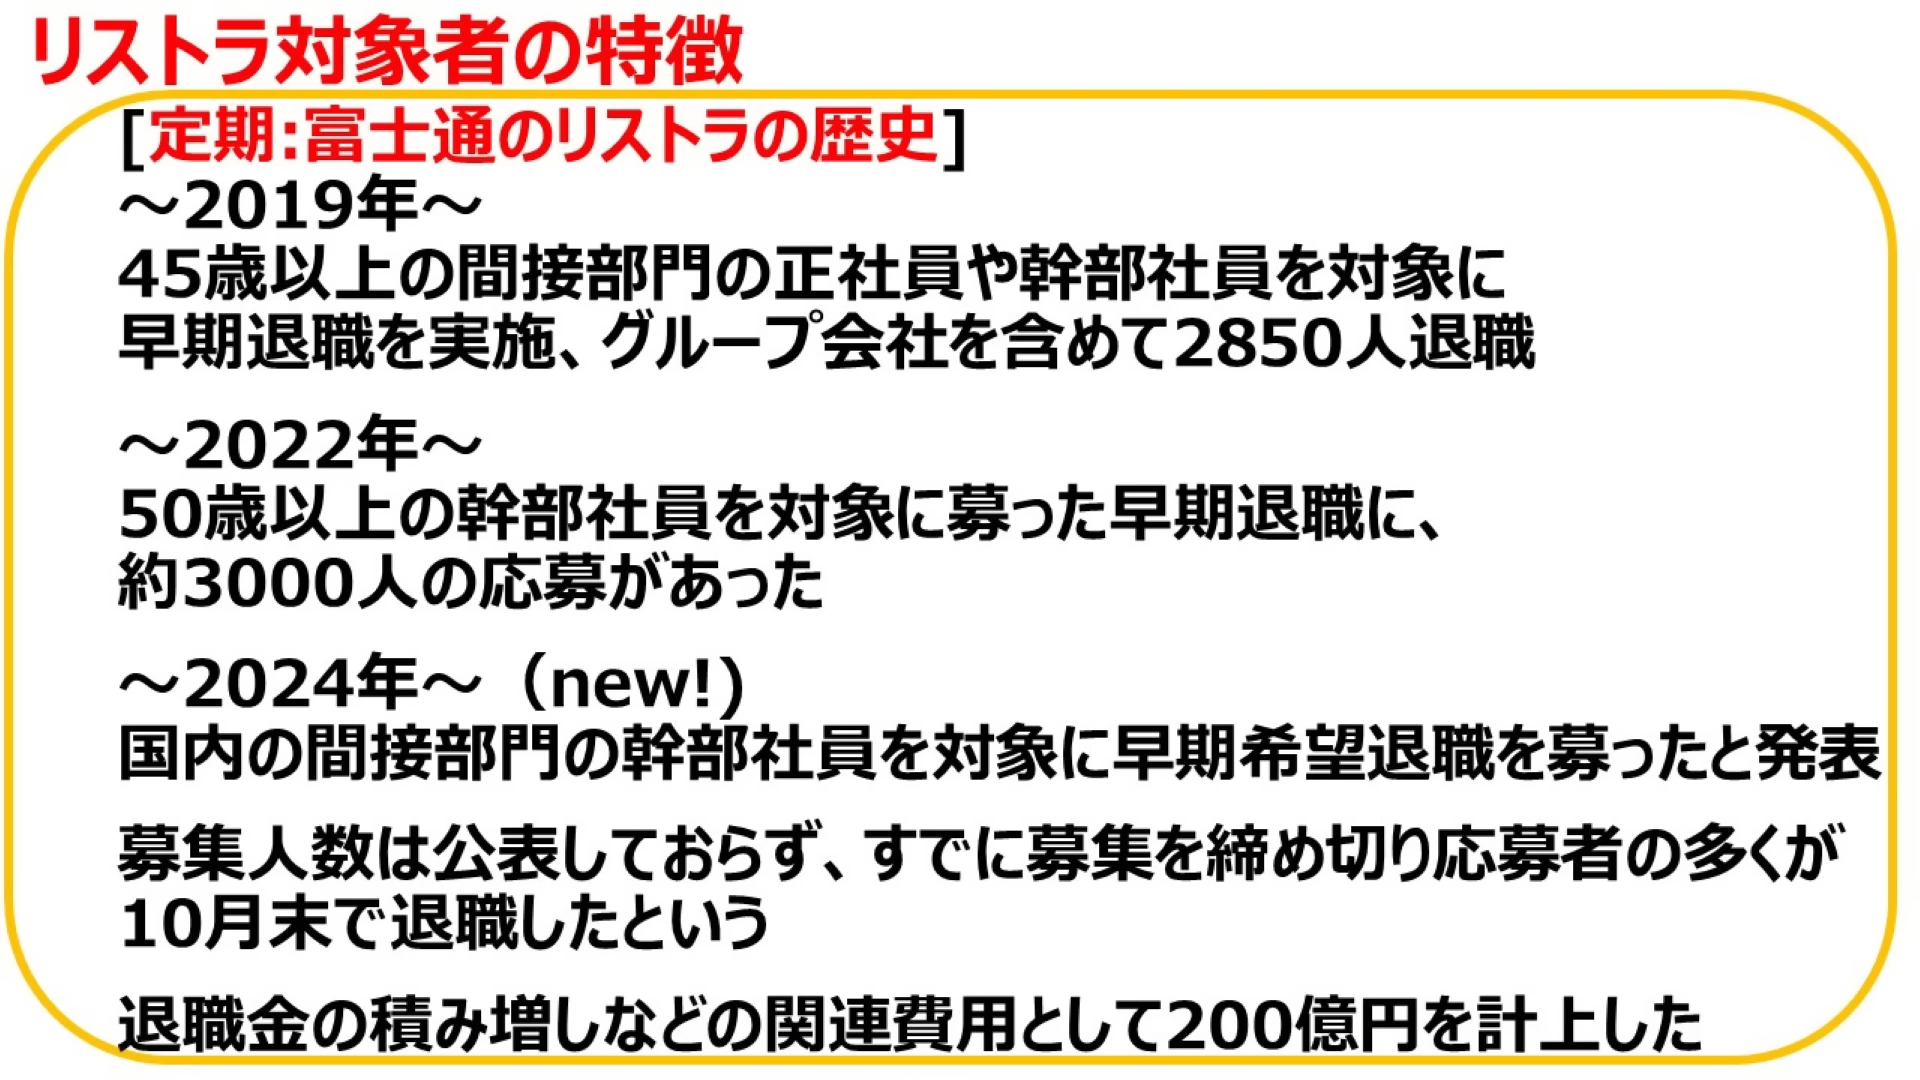 リストラ対象者の特徴
[定期:富士通のリストラの歴史]
～2019年～
45歳以上の間接部門の正社員や幹部社員を対象に
早期退職を実施、グループ会社を含めて2850人退職
～2022年～
50歳以上の幹部社員を対象に募った早期退職に、
約3000人の応募があった
～2024年～（new!)
国内の間接部門の幹部社員を対象に早期希望退職を募ったと発表
募集人数は公表しておらず、すでに募集を締め切り応募者の多くが
10月末で退職したという
退職金の積み増しなどの関連費用として200億円を計上した